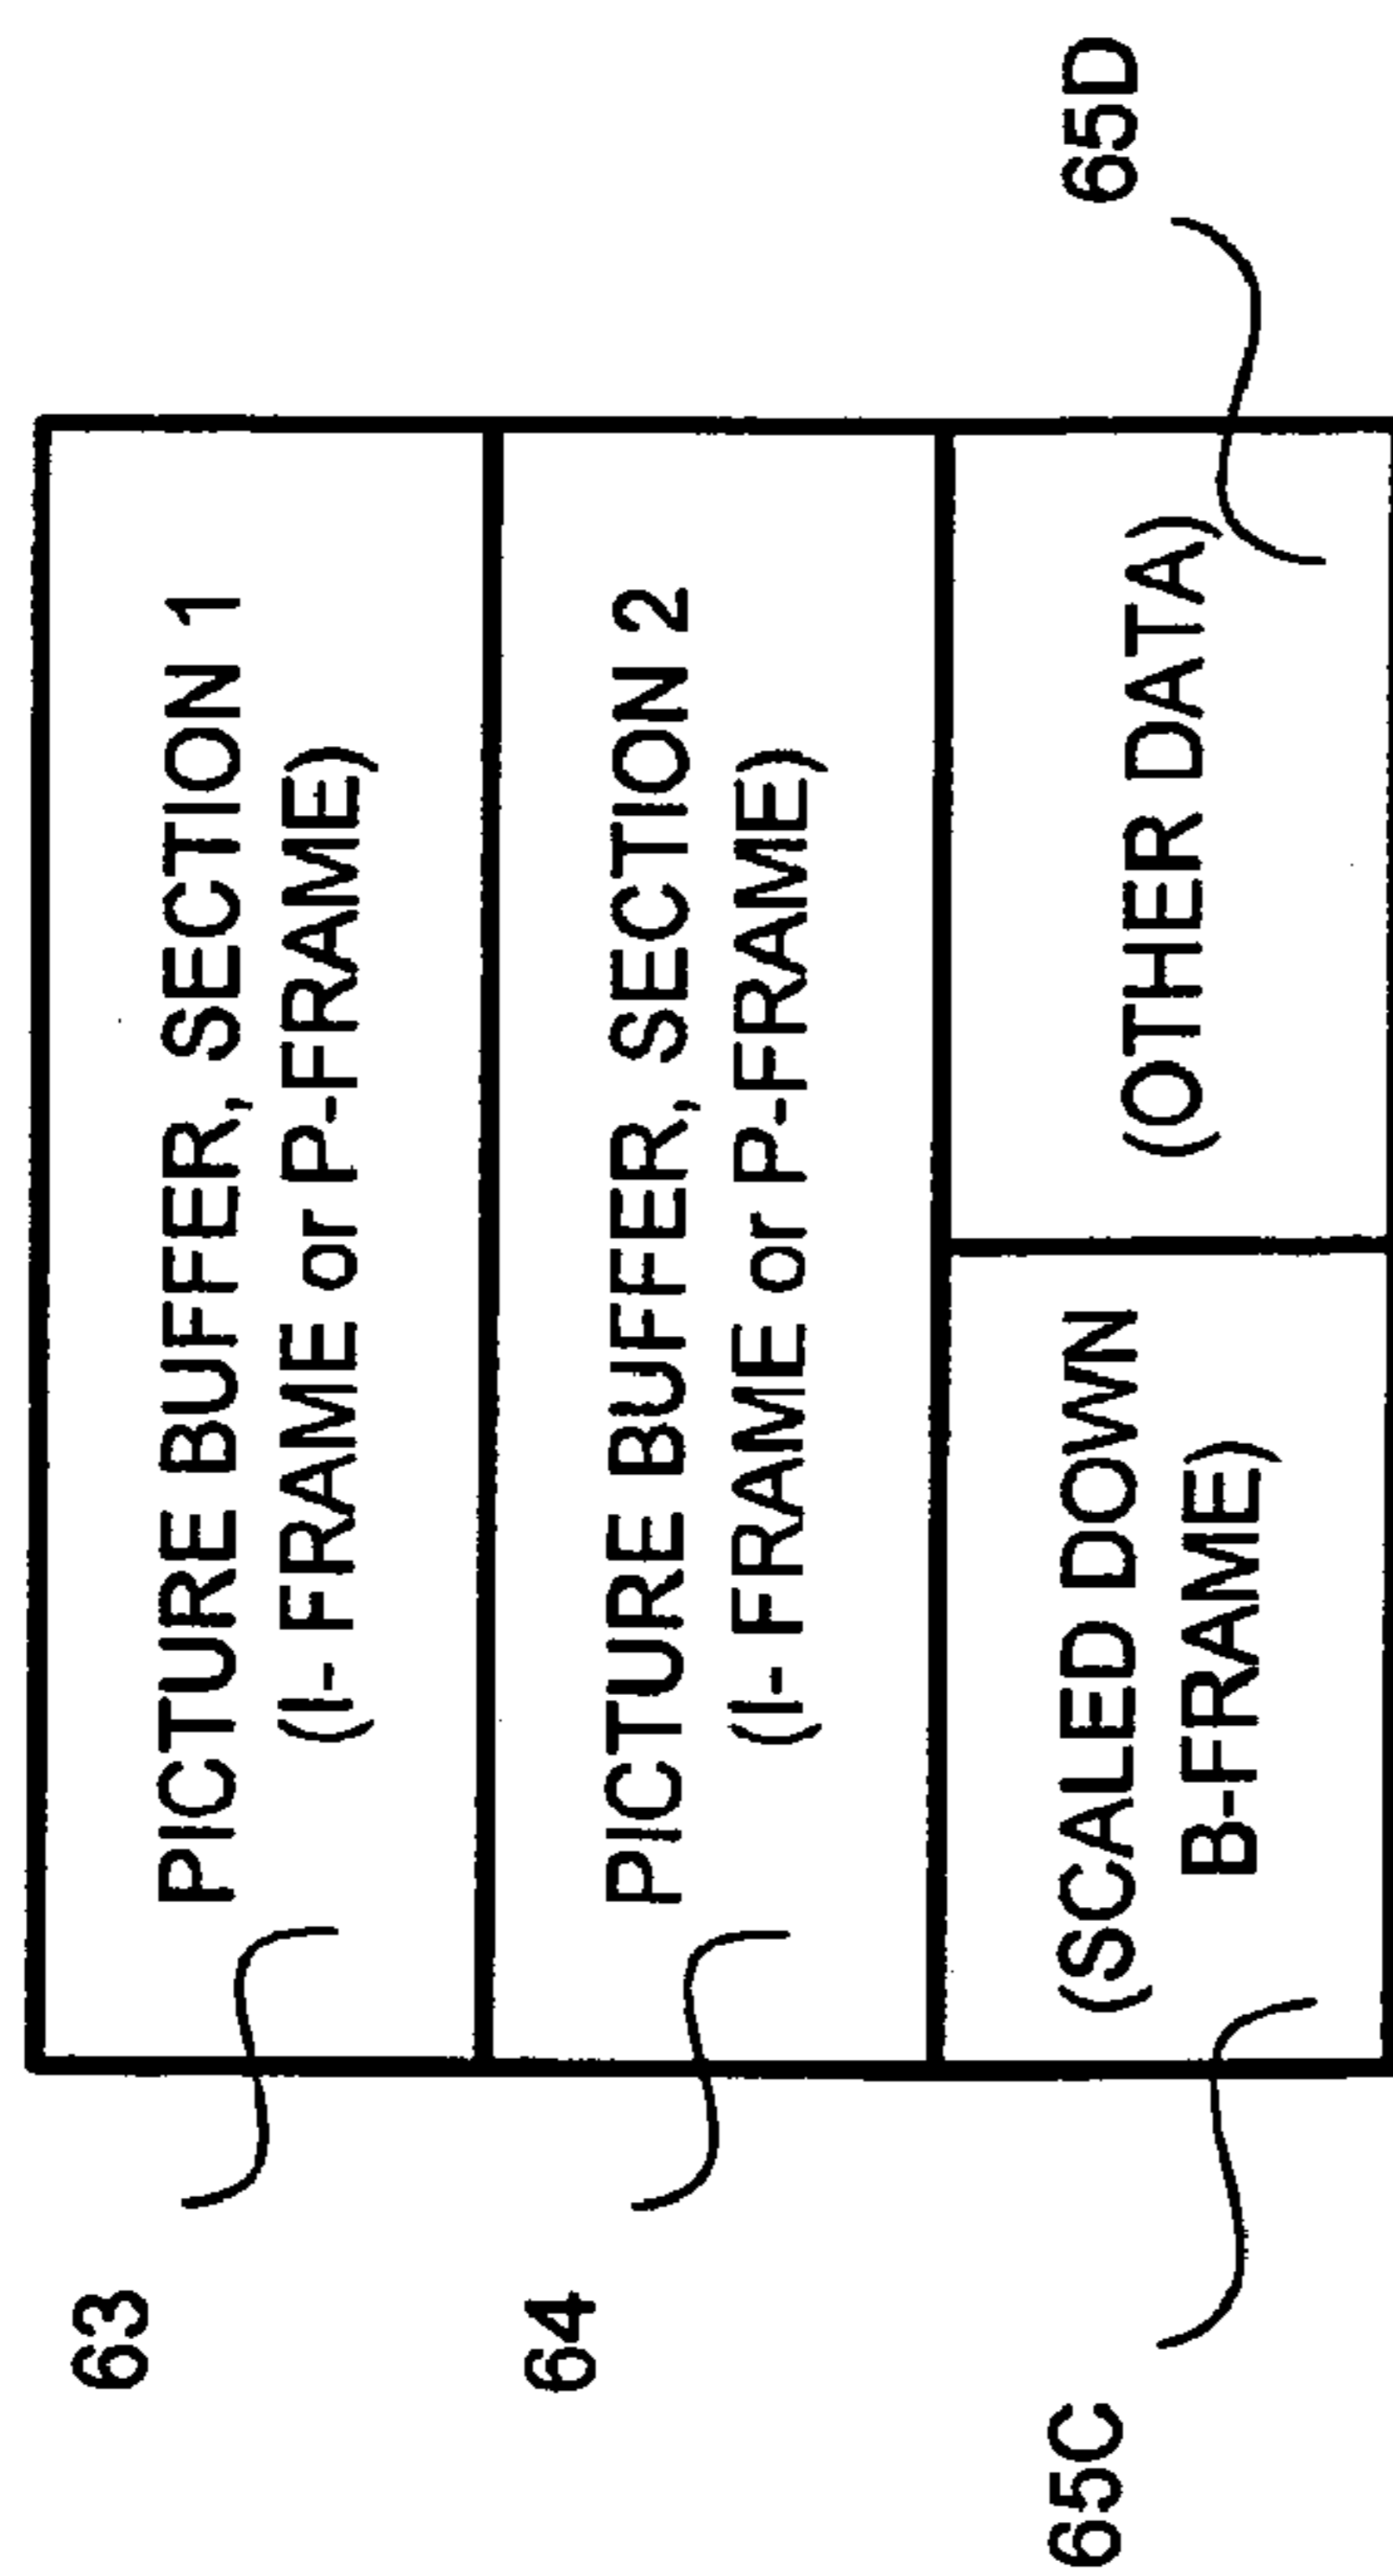 63
PICTURE BUFFER, SECTION 1
(I- FRAME or P-FRAME)
64
PICTURE BUFFER, SECTION 2
(I- FRAME or P-FRAME)
65C
(SCALED DOWN
B-FRAME)
(OTHER DATA)
65D